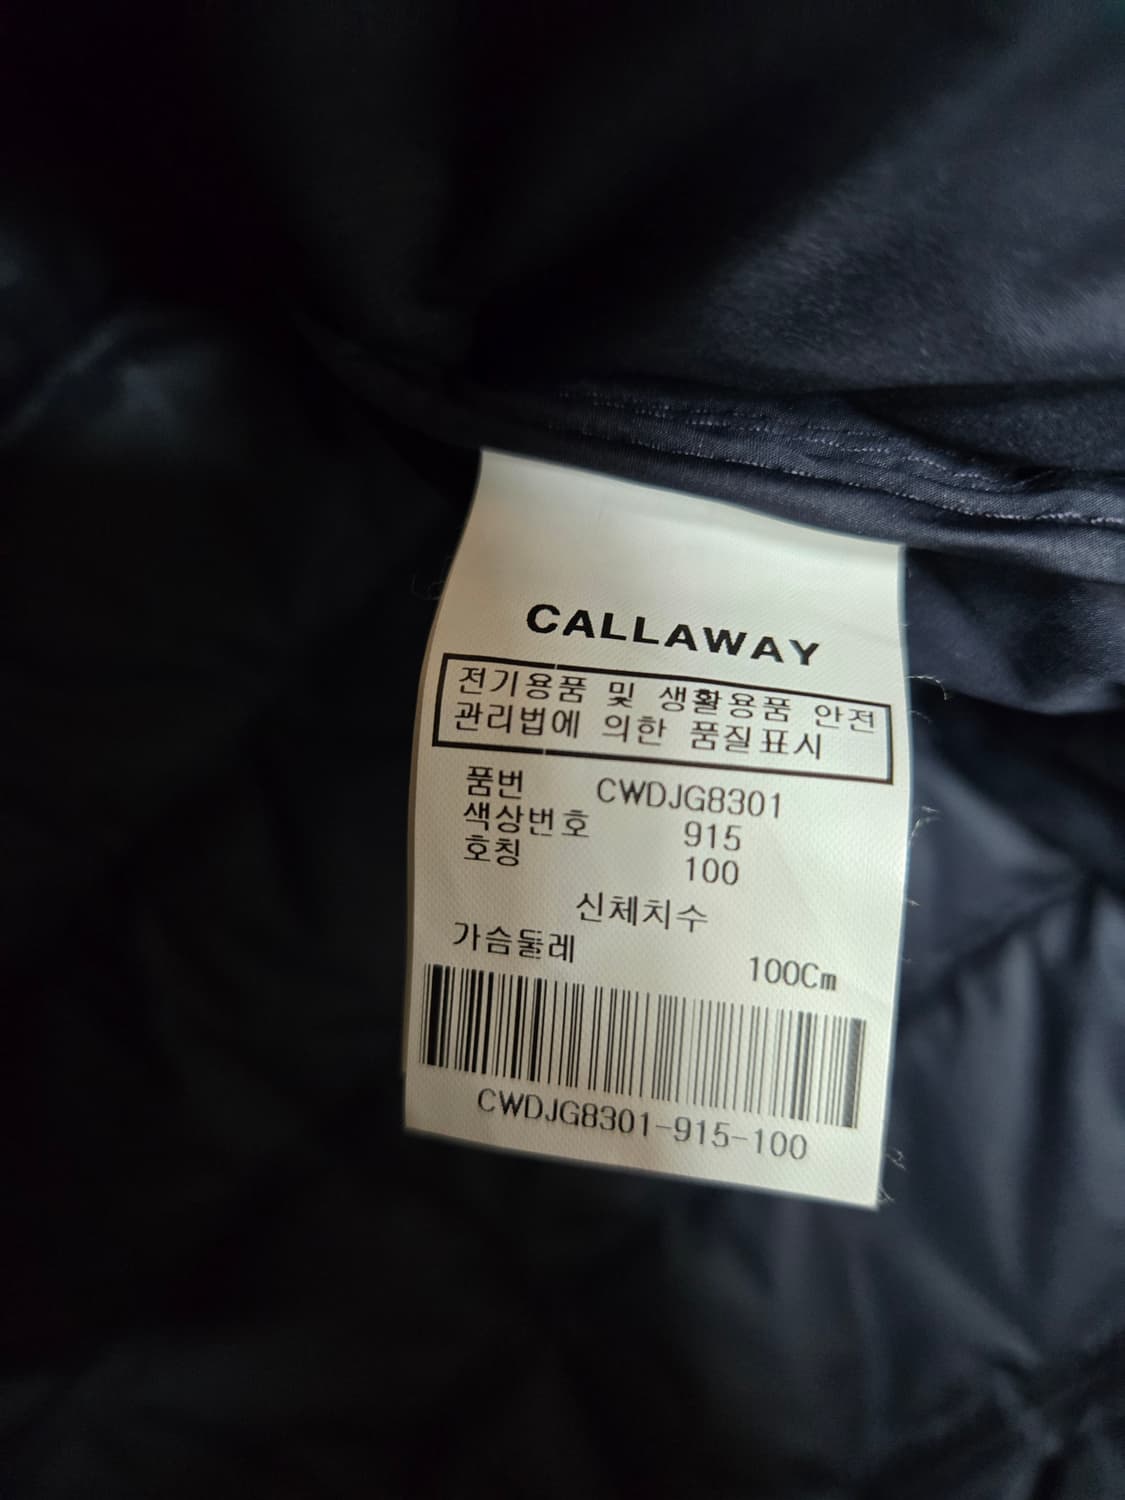 CALLAWAY
전기용품 및 생활용품 안전
관리법에 의한 품질표시
품번 CWDJG8301
색상번호 915
호칭 100
신체치수
가슴둘레 100Cm
CWDJG8301-915-100